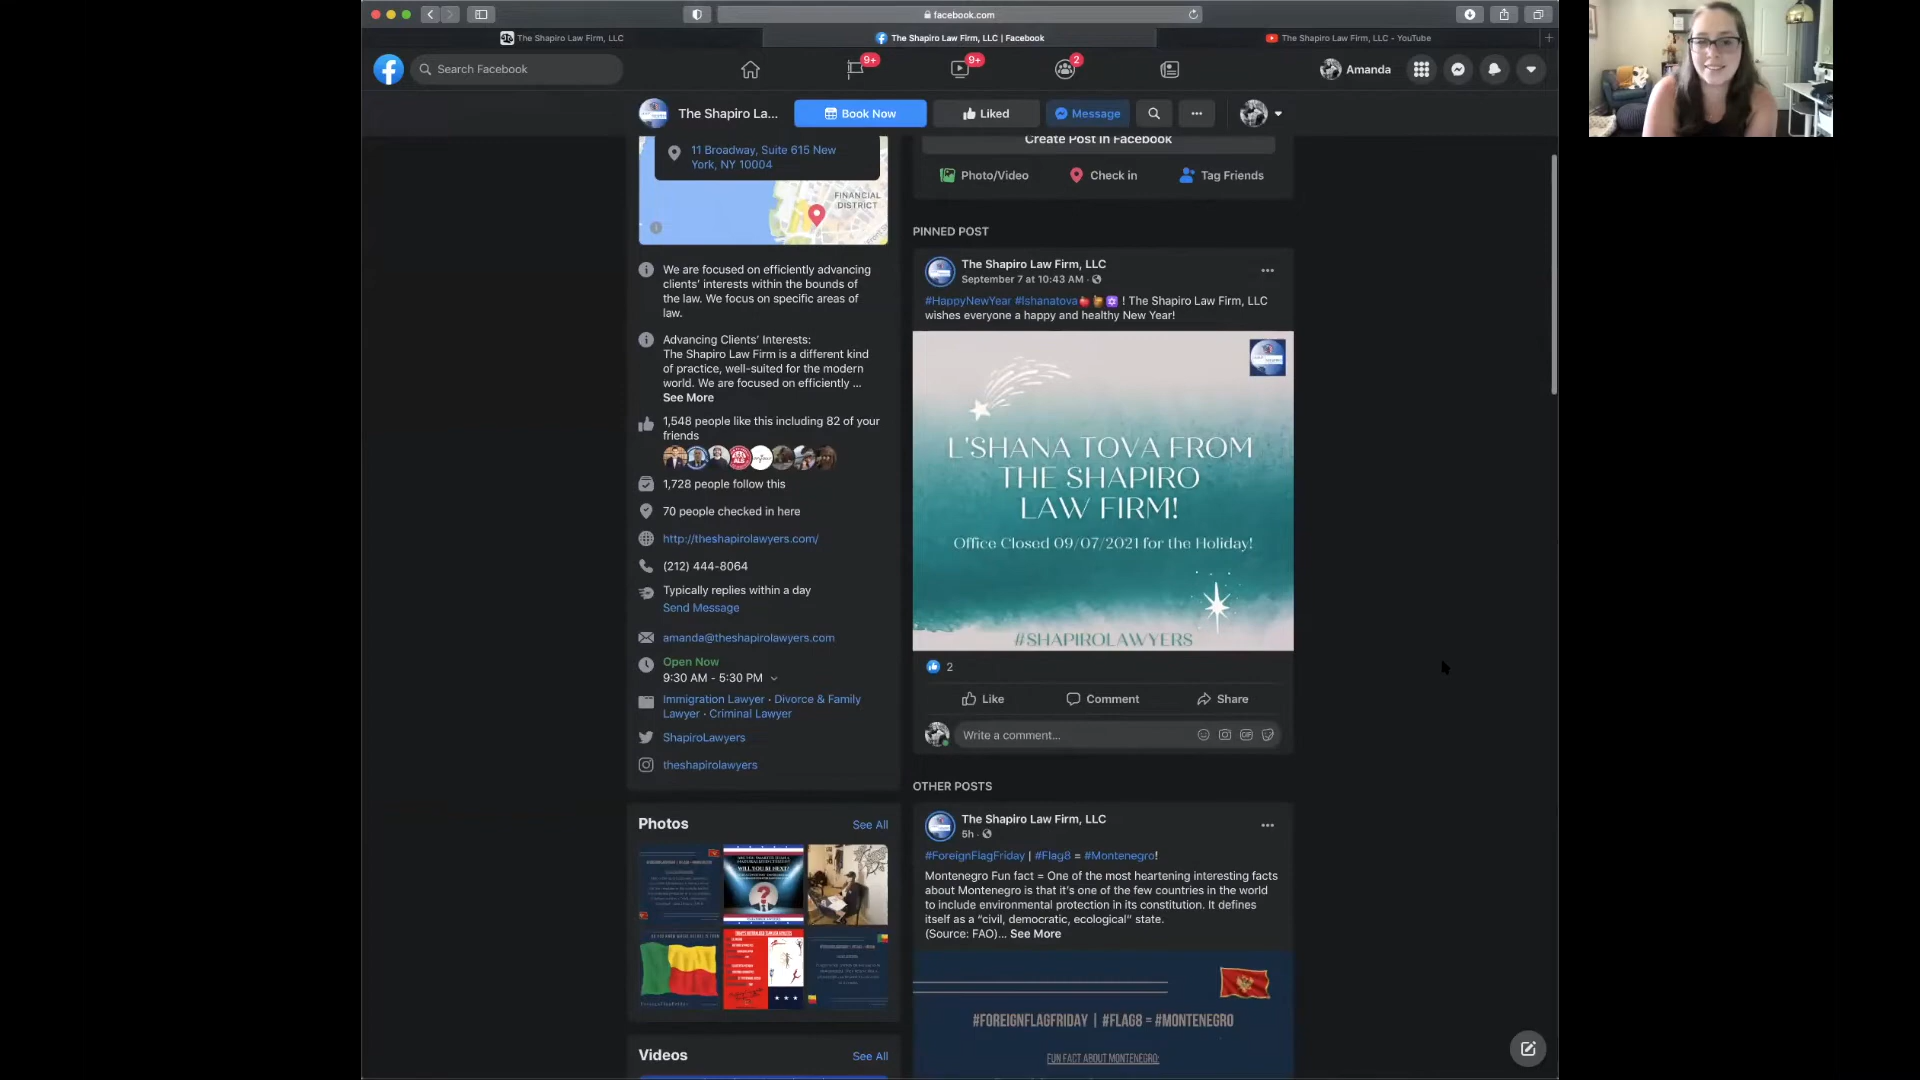 facebook.com
The Shapiro Law Firm, LLC
The Shapiro Law Firm, LLC | Facebook
The Shapiro Law Firm, LLC - YouTube
Search Facebook
9+
9+
2
Amanda
The Shapiro La...
Book Now
Liked
Message
11 Broadway, Suite 615 New
York, NY 10004
FINANCIAL
DISTRICT
We are focused on efficiently advancing
clients' interests within the bounds of
the law. We focus on specific areas of
law.
Advancing Clients' Interests:
The Shapiro Law Firm is a different kind
of practice, well-suited for the modern
world. We are focused on efficiently ...
See More
1,548 people like this including 82 of your
friends
1,728 people follow this
70 people checked in here
http://theshapirolawyers.com/
(212) 444-8064
Typically replies within a day
Send Message
amanda@theshapirolawyers.com
Open Now
9:30 AM - 5:30 PM
Immigration Lawyer · Divorce & Family
Lawyer · Criminal Lawyer
ShapiroLawyers
theshapirolawyers
Photos
See All
Videos
See All
Create Post in Facebook
Photo/Video
Check in
Tag Friends
PINNED POST
The Shapiro Law Firm, LLC
September 7 at 10:43 AM ·
#HappyNewYear #lshanatova🍎🍯✡️ ! The Shapiro Law Firm, LLC
wishes everyone a happy and healthy New Year!
L'SHANA TOVA FROM
THE SHAPIRO
LAW FIRM!
Office Closed 09/07/2021 for the Holiday!
#SHAPIROLAWYERS
2
Like
Comment
Share
Write a comment...
OTHER POSTS
The Shapiro Law Firm, LLC
5h ·
#ForeignFlagFriday | #Flag8 = #Montenegro!
Montenegro Fun fact = One of the most heartening interesting facts
about Montenegro is that it's one of the few countries in the world
to include environmental protection in its constitution. It defines
itself as a "civil, democratic, ecological" state.
(Source: FAO)... See More
#FOREIGNFLAGFRIDAY | #FLAG8 = #MONTENEGRO
FUN FACT ABOUT MONTENEGRO: